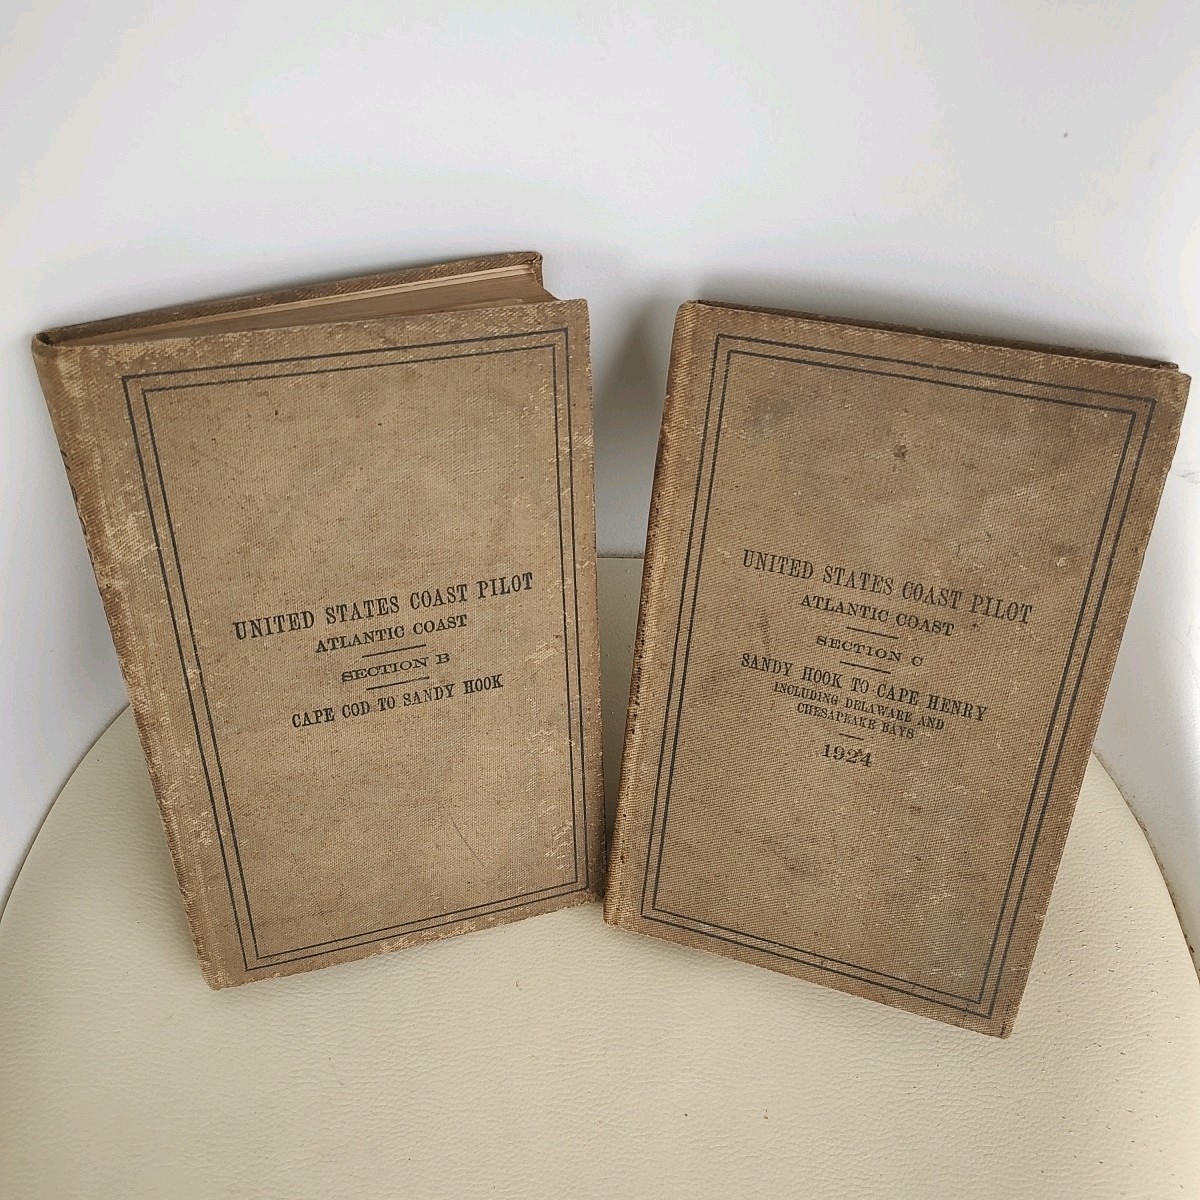 UNITED STATES COAST PILOT
ATLANTIC COAST
SECTION B
CAPE COD TO SANDY HOOK
UNITED STATES COAST PILOT
ATLANTIC COAST
SECTION C
SANDY HOOK TO CAPE HENRY
INCLUDING DELAWARE AND
CHESAPEAKE BAYS
1924